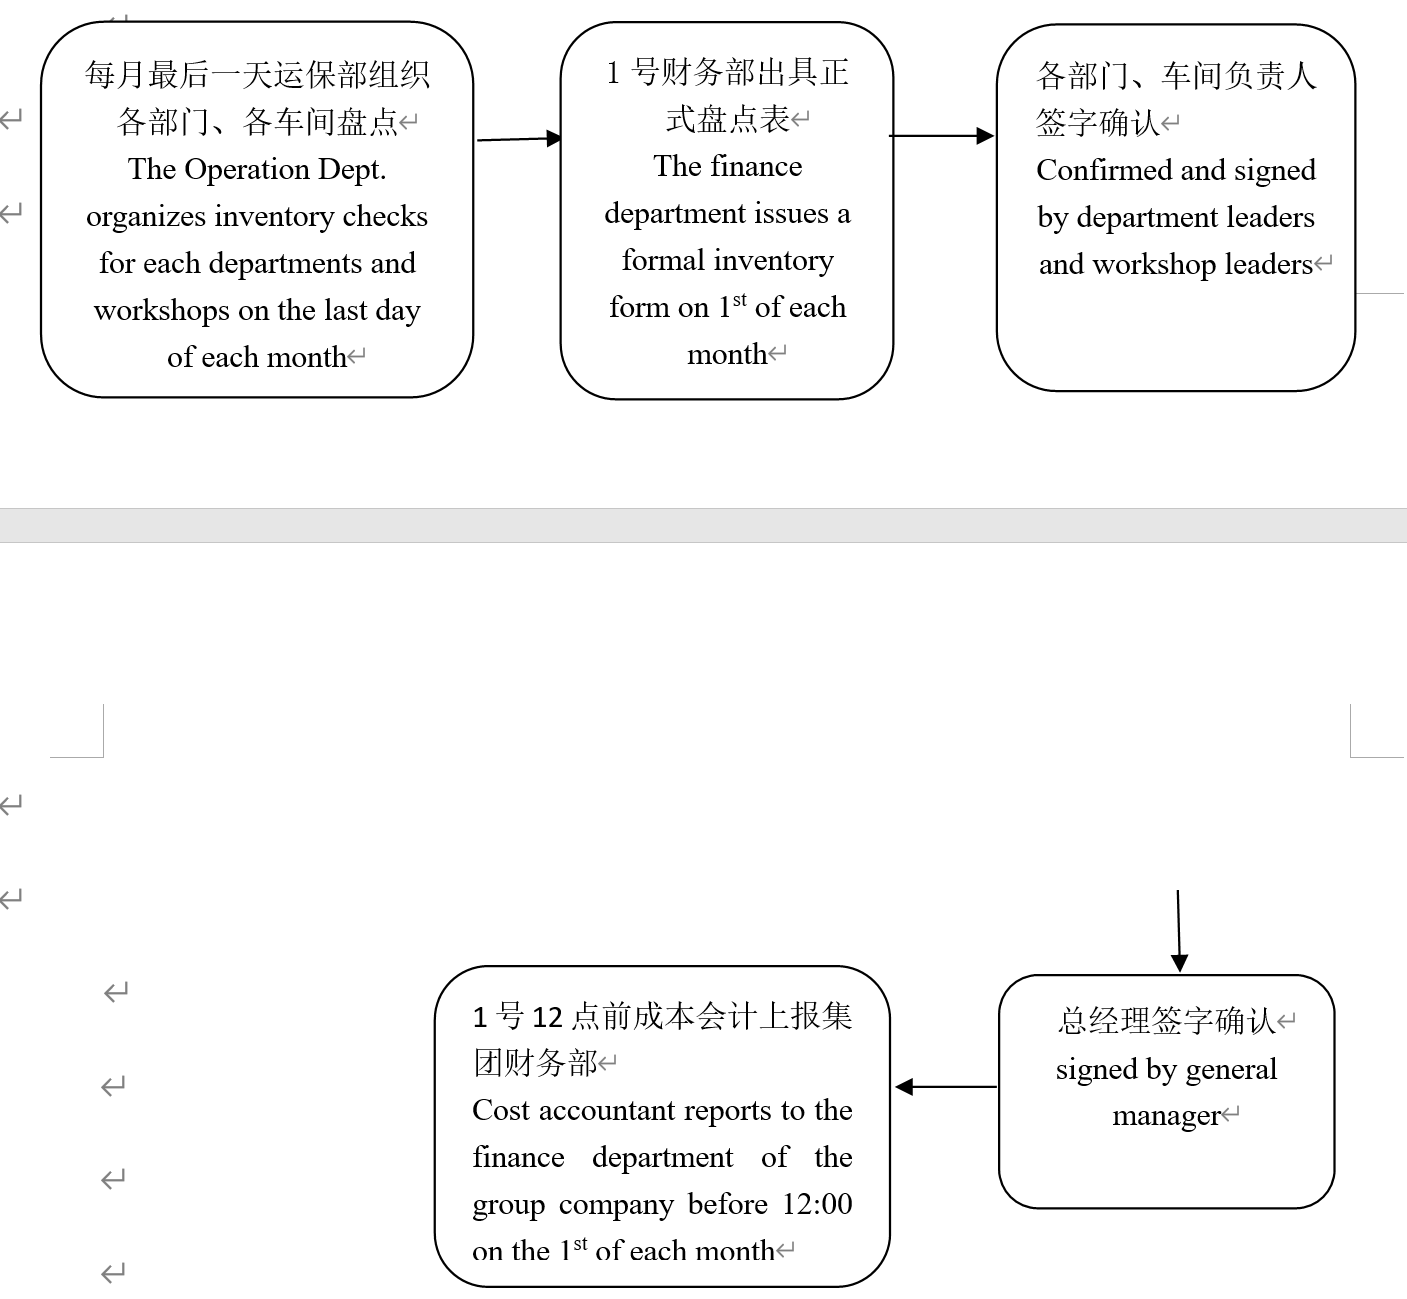 每月最后一天运保部组织
各部门、各车间盘点
The Operation Dept.
organizes inventory checks
for each departments and
workshops on the last day
of each month
1 号财务部出具正
式盘点表
The finance
department issues a
formal inventory
form on 1st of each
month
各部门、车间负责人
签字确认
Confirmed and signed
by department leaders
and workshop leaders
总经理签字确认
signed by general
manager
1 号 12 点前成本会计上报集
团财务部
Cost accountant reports to the
finance department of the
group company before 12:00
on the 1st of each month